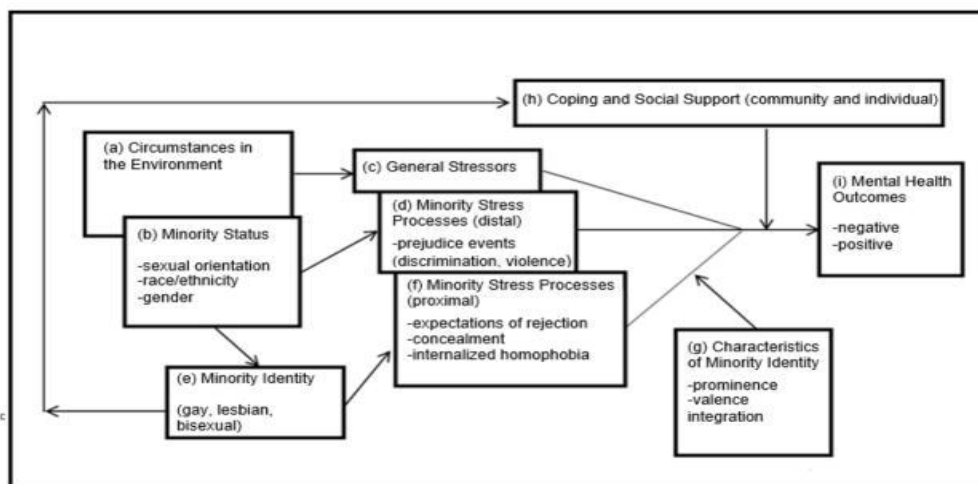 (h) Coping and Social Support (community and individual)
(a) Circumstances in
the Environment
(c) General Stressors
(i) Mental Health
Outcomes
-negative
-positive
(d) Minority Stress
Processes (distal)
-prejudice events
(discrimination, violence)
(b) Minority Status
-sexual orientation
-race/ethnicity
-gender
(f) Minority Stress Processes
(proximal)
-expectations of rejection
-concealment
-internalized homophobia
(g) Characteristics
of Minority Identity
-prominence
-valence
integration
(e) Minority Identity
(gay, lesbian,
bisexual)
c